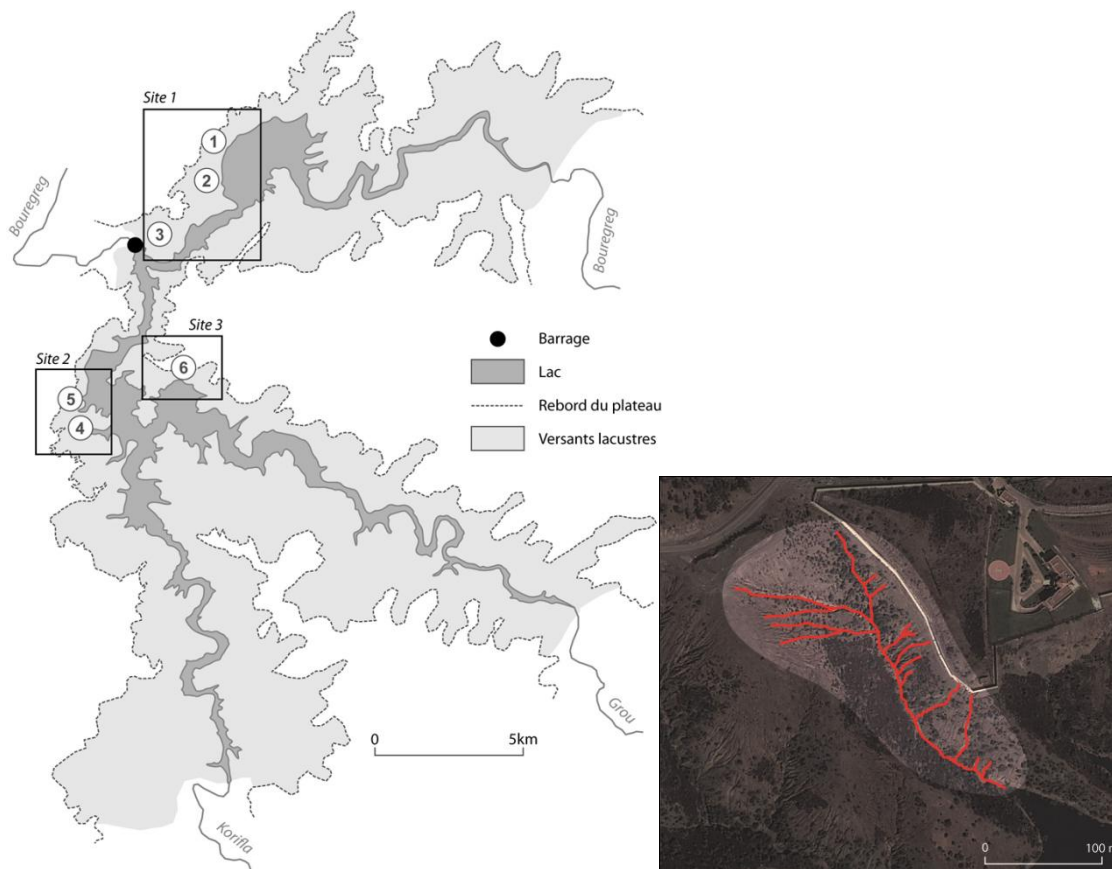 Site 1
1
2
3
Bouregreg
Bouregreg
Site 3
6
Site 2
5
4
Barrage
Lac
Rebord du plateau
Versants lacustres
0 5km
Grou
Korifla
0 100 m